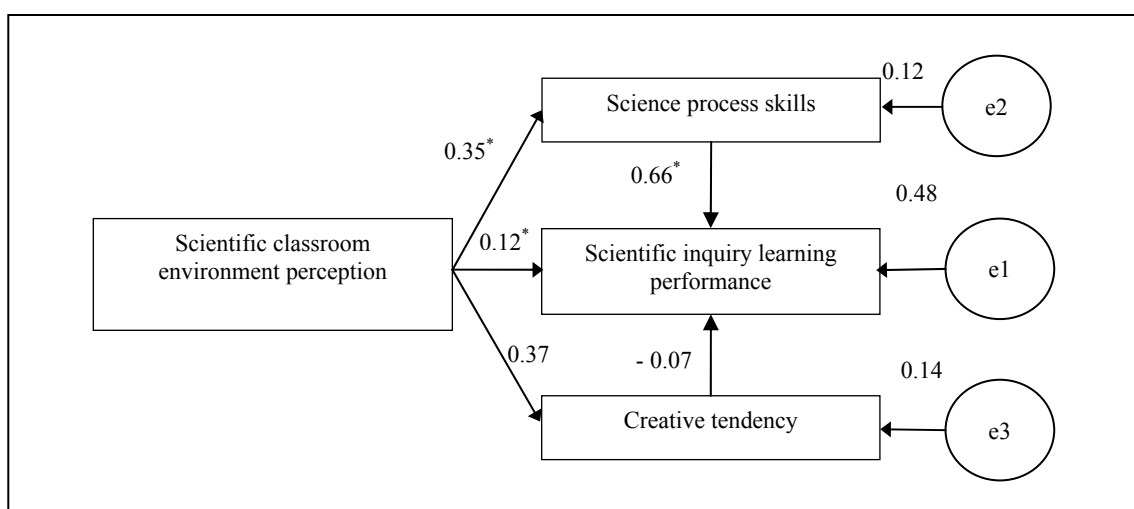 0.12
Science process skills
e2
0.35*
0.66*
0.48
Scientific classroom
environment perception
0.12*
Scientific inquiry learning
performance
e1
0.37
- 0.07
0.14
Creative tendency
e3